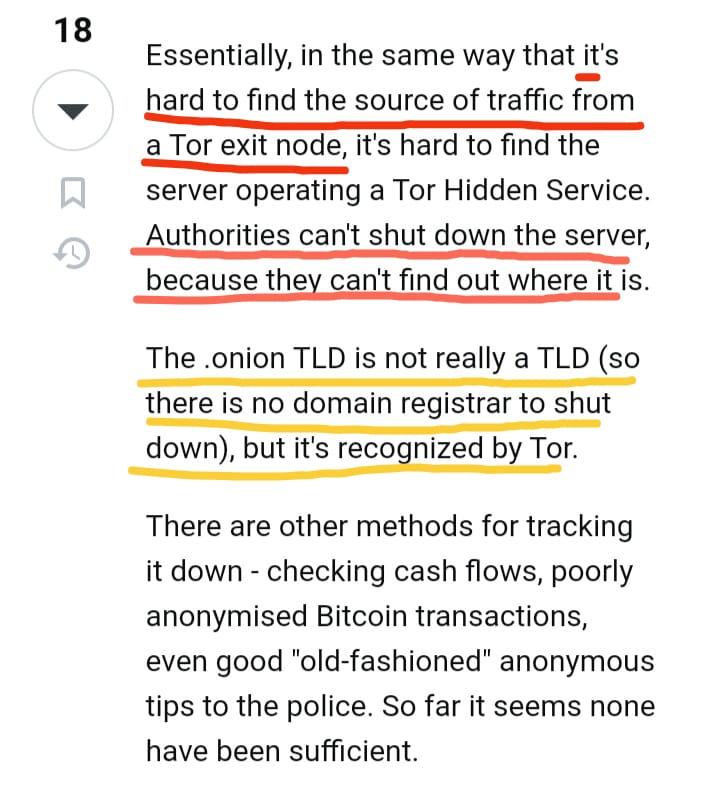 18
Essentially, in the same way that it's
hard to find the source of traffic from
a Tor exit node, it's hard to find the
server operating a Tor Hidden Service.
Authorities can't shut down the server,
because they can't find out where it is.
The .onion TLD is not really a TLD (so
there is no domain registrar to shut
down), but it's recognized by Tor.
There are other methods for tracking
it down - checking cash flows, poorly
anonymised Bitcoin transactions,
even good "old-fashioned" anonymous
tips to the police. So far it seems none
have been sufficient.